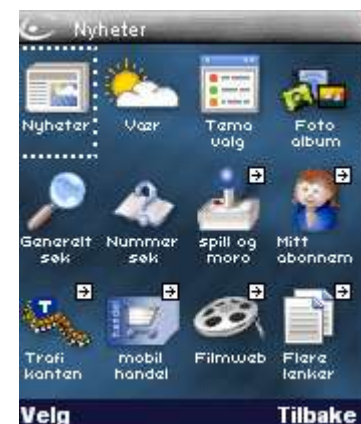 Nyheter
Nyheter Vær Tema valg Foto album
Generelt søk Nummer søk spill og moro Mitt abonnem
T
handel
Trafi kanten mobil handel Filmweb Flere lenker
Velg Tilbake